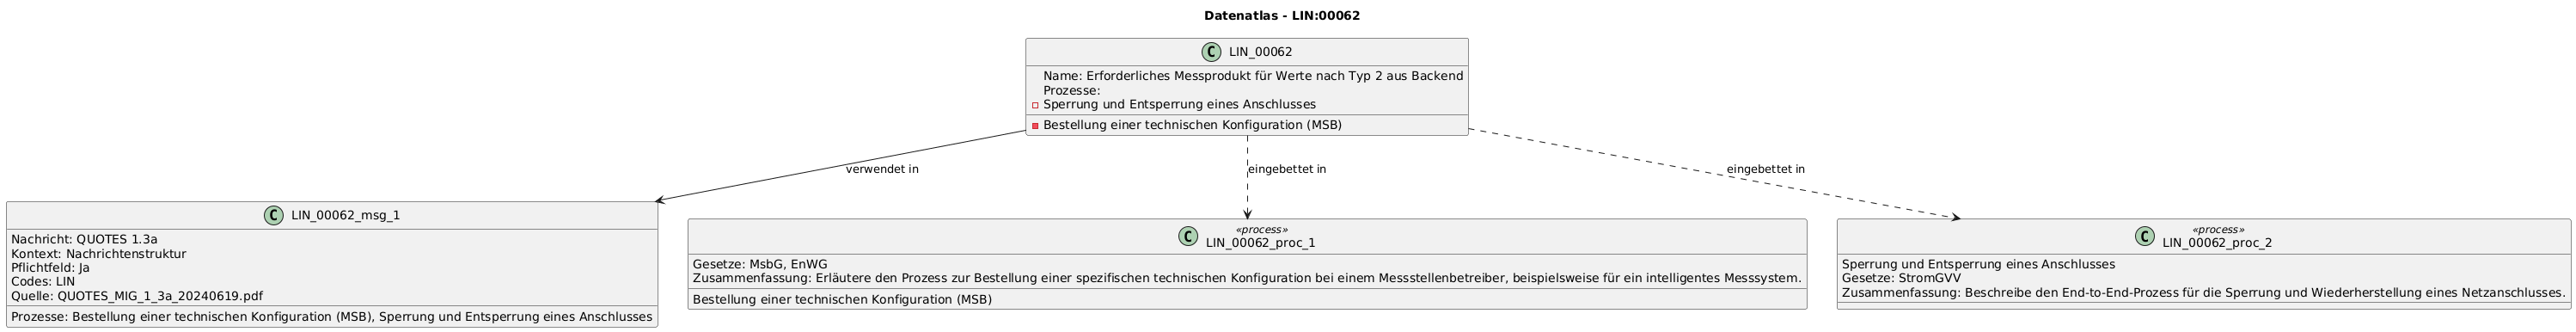 Datenatlas - LIN:00062
C LIN_00062
Name: Erforderliches Messprodukt für Werte nach Typ 2 aus Backend
Prozesse:
Sperrung und Entsperrung eines Anschlusses
Bestellung einer technischen Konfiguration (MSB)
verwendet in
eingebettet in
eingebettet in
C LIN_00062_msg_1
Nachricht: QUOTES 1.3a
Kontext: Nachrichtenstruktur
Pflichtfeld: Ja
Codes: LIN
Quelle: QUOTES_MIG_1_3a_20240619.pdf
Prozesse: Bestellung einer technischen Konfiguration (MSB), Sperrung und Entsperrung eines Anschlusses
«process»
C LIN_00062_proc_1
Gesetze: MsbG, EnWG
Zusammenfassung: Erläutere den Prozess zur Bestellung einer spezifischen technischen Konfiguration bei einem Messstellenbetreiber, beispielsweise für ein intelligentes Messsystem.
Bestellung einer technischen Konfiguration (MSB)
«process»
C LIN_00062_proc_2
Sperrung und Entsperrung eines Anschlusses
Gesetze: StromGVV
Zusammenfassung: Beschreibe den End-to-End-Prozess für die Sperrung und Wiederherstellung eines Netzanschlusses.